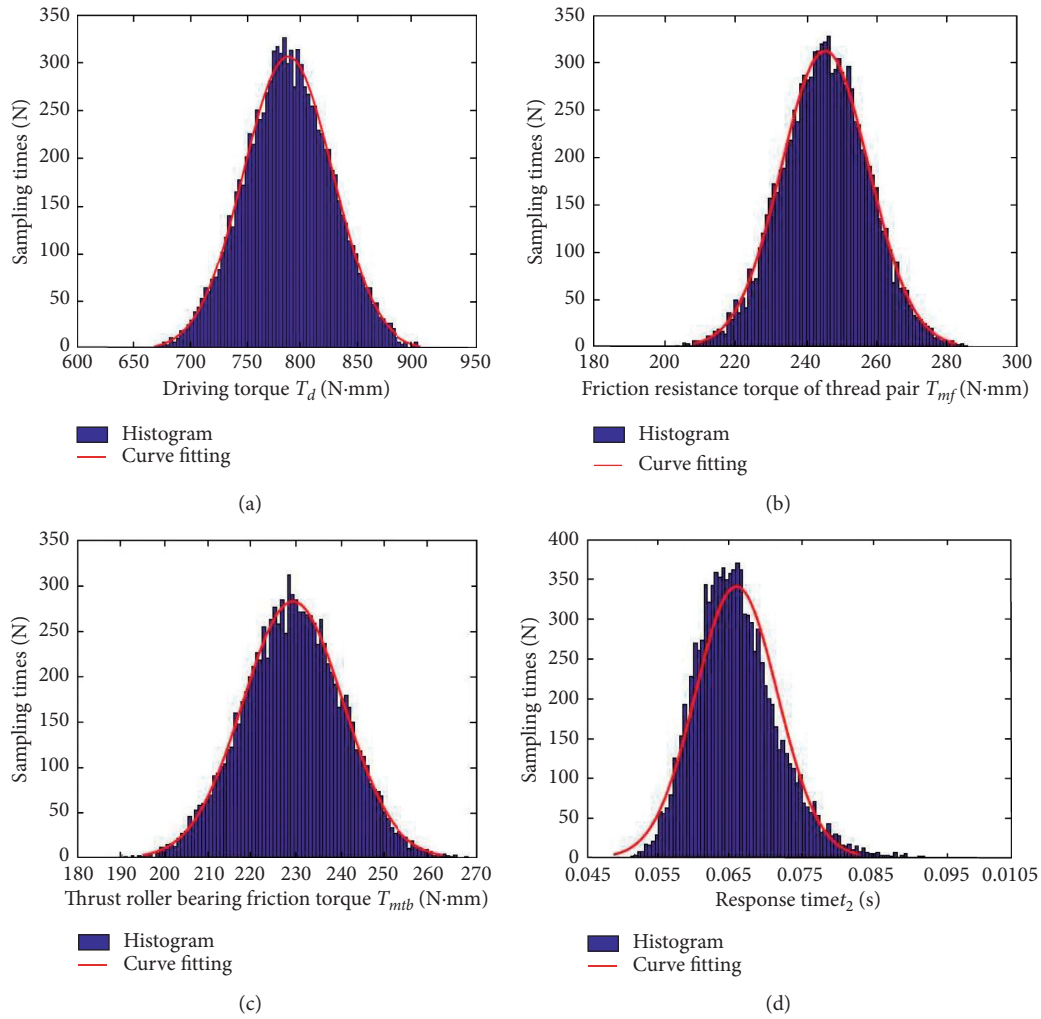 350
300
250
200
150
100
50
0
Sampling times (N)
600 700 750 800 850 900 950
Driving torque T_d (N·mm)
Histogram
Curve fitting
(a)
350
300
250
200
150
100
50
0
Sampling times (N)
180 200 220 240 260 280 300
Friction resistance torque of thread pair T_mf (N·mm)
Histogram
Curve fitting
(b)
350
300
250
200
150
100
50
0
Sampling times (N)
180 190 200 210 220 230 240 250 260 270
Thrust roller bearing friction torque T_mtb (N·mm)
Histogram
Curve fitting
(c)
400
350
300
250
200
150
100
50
0
Sampling times (N)
0.045 0.055 0.065 0.075 0.085 0.095 0.0105
Response timet_2 (s)
Histogram
Curve fitting
(d)